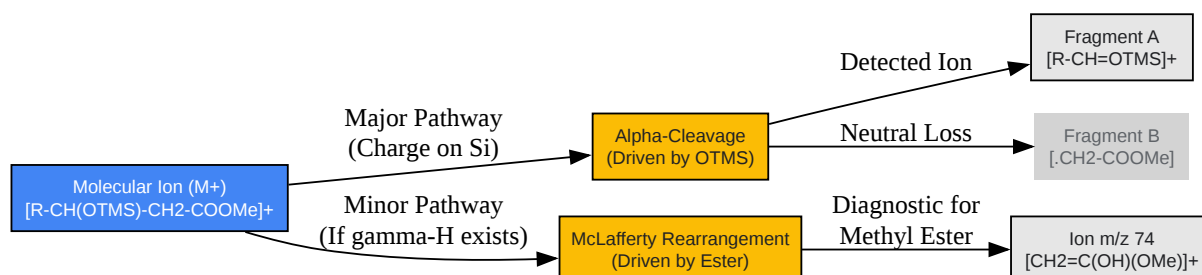 Molecular Ion (M+)
[R-CH(OTMS)-CH2-COOMe]+
Major Pathway
(Charge on Si)
Minor Pathway
(If gamma-H exists)
Alpha-Cleavage
(Driven by OTMS)
McLafferty Rearrangement
(Driven by Ester)
Detected Ion
Neutral Loss
Diagnostic for
Methyl Ester
Fragment A
[R-CH=OTMS]+
Fragment B
[.CH2-COOMe]
Ion m/z 74
[CH2=C(OH)(OMe)]+